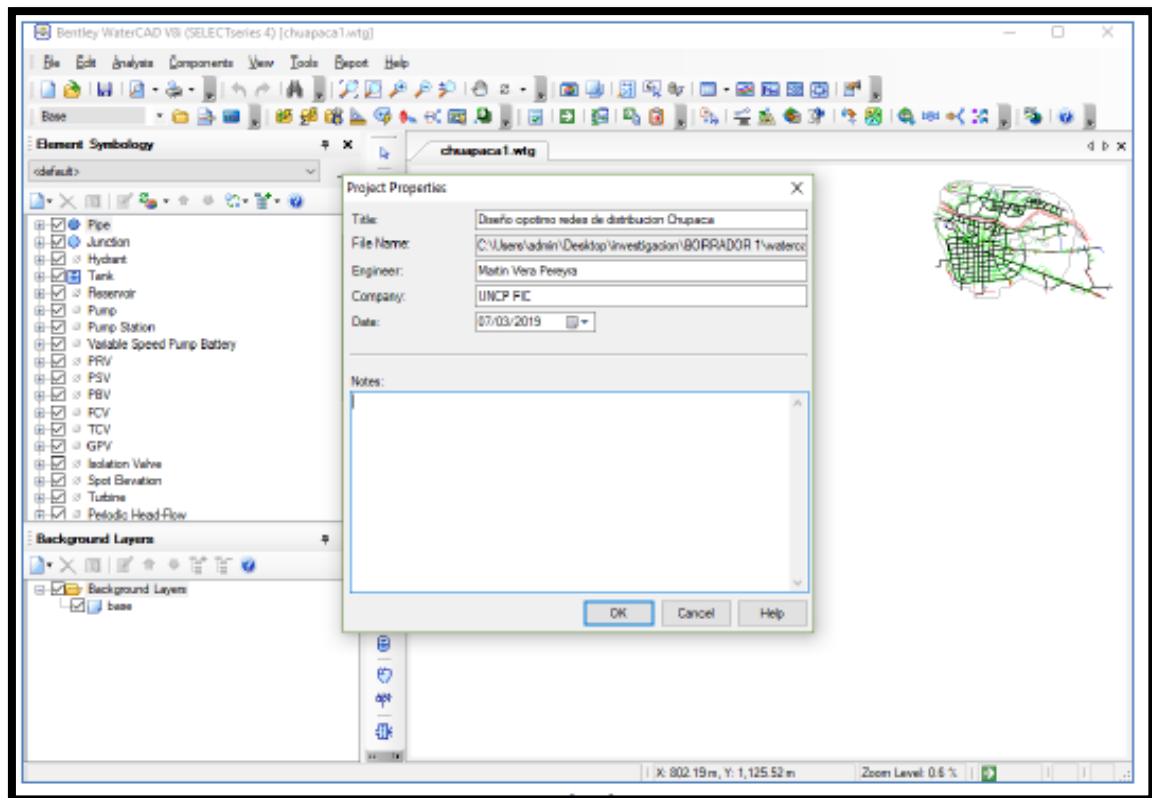 Bentley WaterCAD V8i (SELECTseries 4) [chuapaca1.wtg]
File Edit Analysis Components View Tools Report Help
Base
Element Symbology
chuapaca1.wtg
<default>
Pipe
Junction
Hydrant
Tank
Reservoir
Pump
Pump Station
Variable Speed Pump Battery
PRV
PSV
PBV
FCV
TCV
GPV
Isolation Valve
Spot Elevation
Turbine
Periodic Head-Flow
Background Layers
Background Layers
base
Project Properties
Title: Diseño opotimo redes de distribucion Chupaca
File Name: C:\Users\admin\Desktop\investigacion\BORRADOR 1\waterca
Engineer: Martin Vera Pereyra
Company: UNCP FIC
Date: 07/03/2019
Notes:
OK Cancel Help
X: 802.19 m, Y: 1,125.52 m Zoom Level: 0.6 %